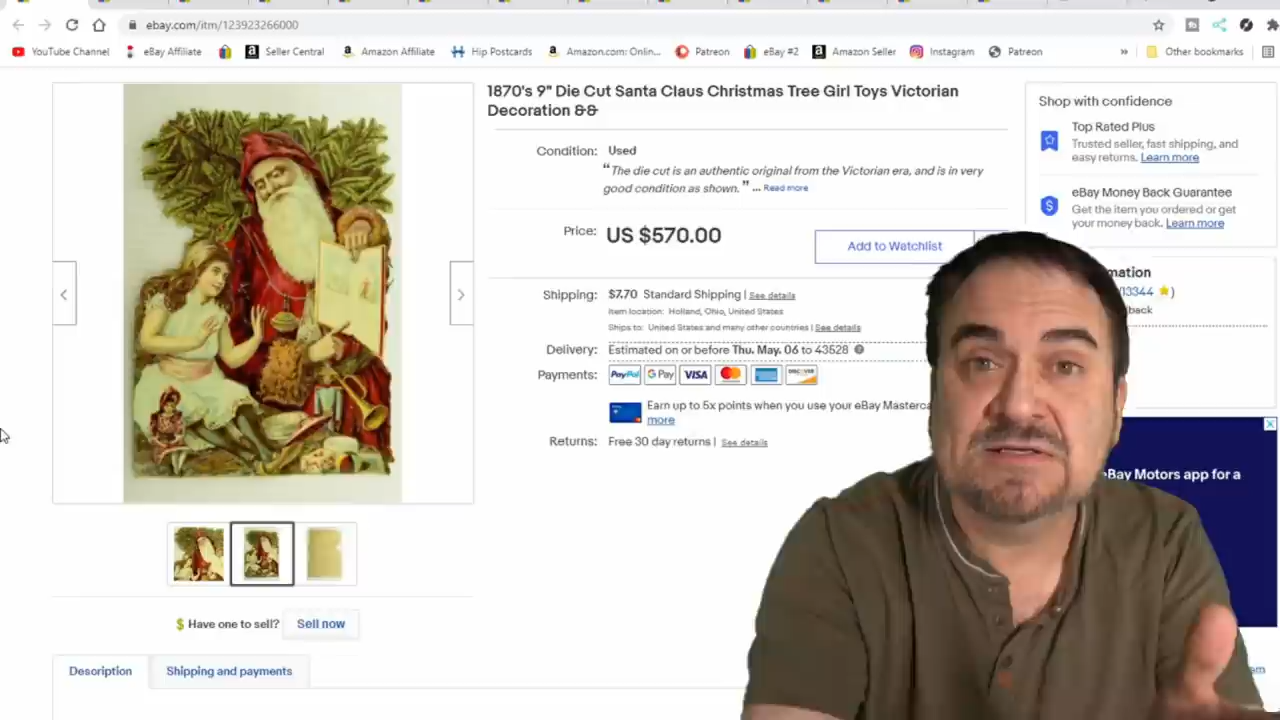 ebay.com/itm/123923266000
YouTube Channel eBay Affiliate Seller Central Amazon Affiliate Hip Postcards Amazon.com: Onlin... Patreon eBay #2 Amazon Seller Instagram Patreon » Other bookmarks
1870's 9" Die Cut Santa Claus Christmas Tree Girl Toys Victorian
Decoration &&
Condition: Used
"The die cut is an authentic original from the Victorian era, and is in very
good condition as shown. " ... Read more
Price: US $570.00
Add to Watchlist
Shipping: $7.70 Standard Shipping | See details
Item location: Holland, Ohio, United States
Ships to: United States and many other countries | See details
Delivery: Estimated on or before Thu. May. 06 to 43528
Payments: PayPal G Pay VISA MasterCard DISCOVER
Earn up to 5x points when you use your eBay Masterca
more
Returns: Free 30 day returns | See details
Shop with confidence
Top Rated Plus
Trusted seller, fast shipping, and
easy returns. Learn more
eBay Money Back Guarantee
Get the item you ordered or get
your money back. Learn more
mation
(13344 )
back
eBay Motors app for a
$ Have one to sell? Sell now
Description Shipping and payments